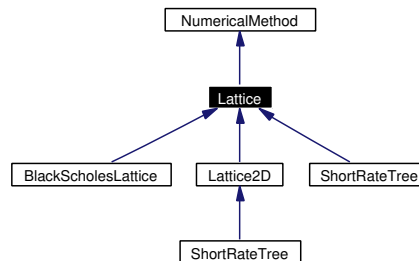 NumericalMethod
Lattice
BlackScholesLattice
Lattice2D
ShortRateTree
ShortRateTree